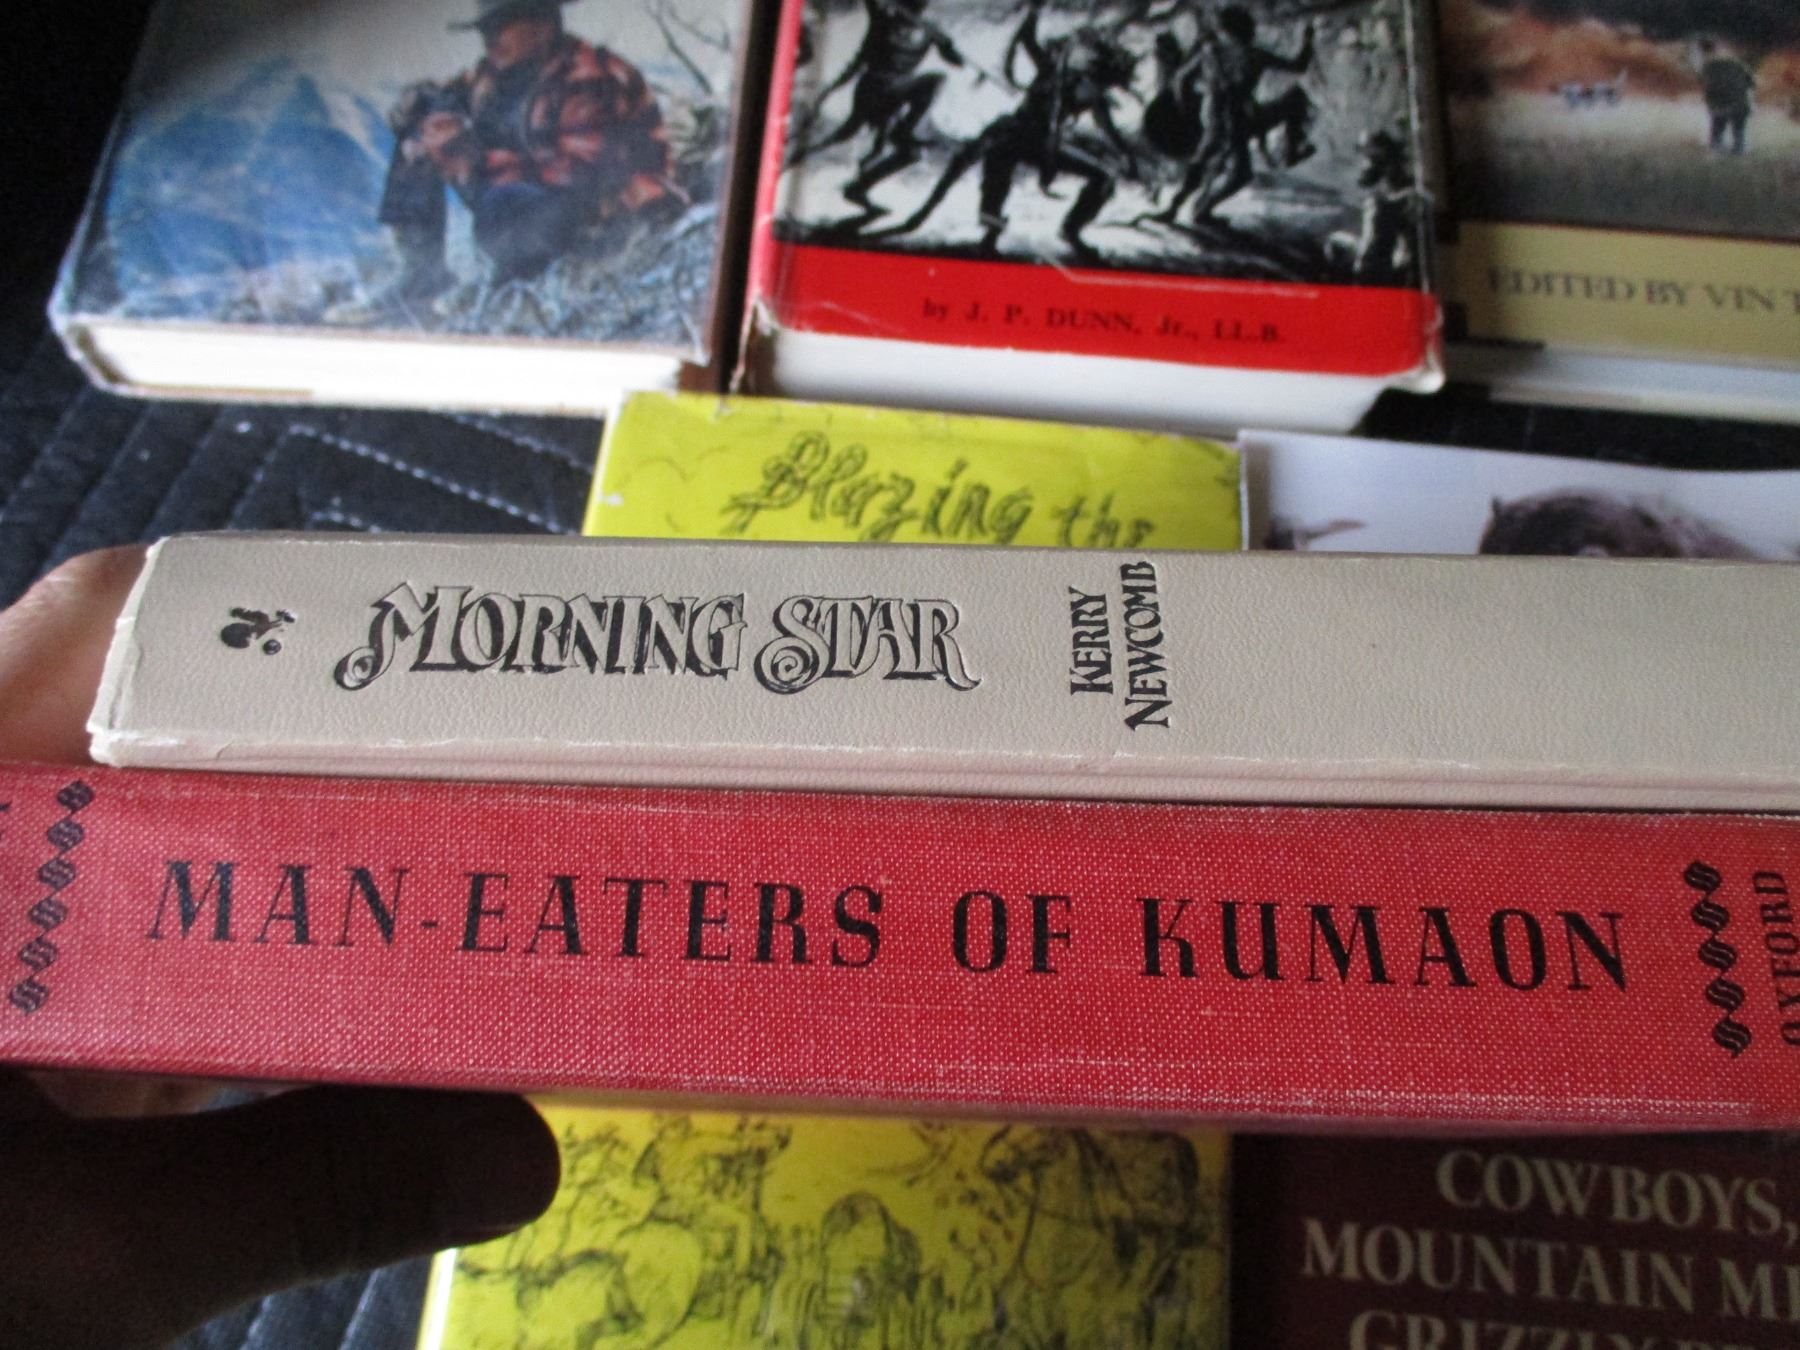 by J. P. DUNN, Jr., LL.B.
EDITED BY VIN
Blazing the
MORNING STAR
KERRY
NEWCOMB
MAN-EATERS OF KUMAON
OXFORD
COWBOYS,
MOUNTAIN
GRIZZLY